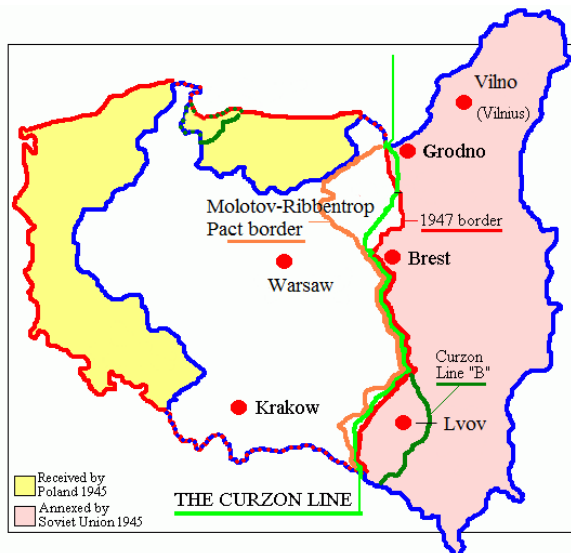 Vilno
(Vilnius)
Grodno
Molotov-Ribbentrop
Pact border
1947 border
Brest
Warsaw
Curzon
Line "B"
Krakow
Lvov
Received by
Poland 1945
THE CURZON LINE
Annexed by
Soviet Union 1945